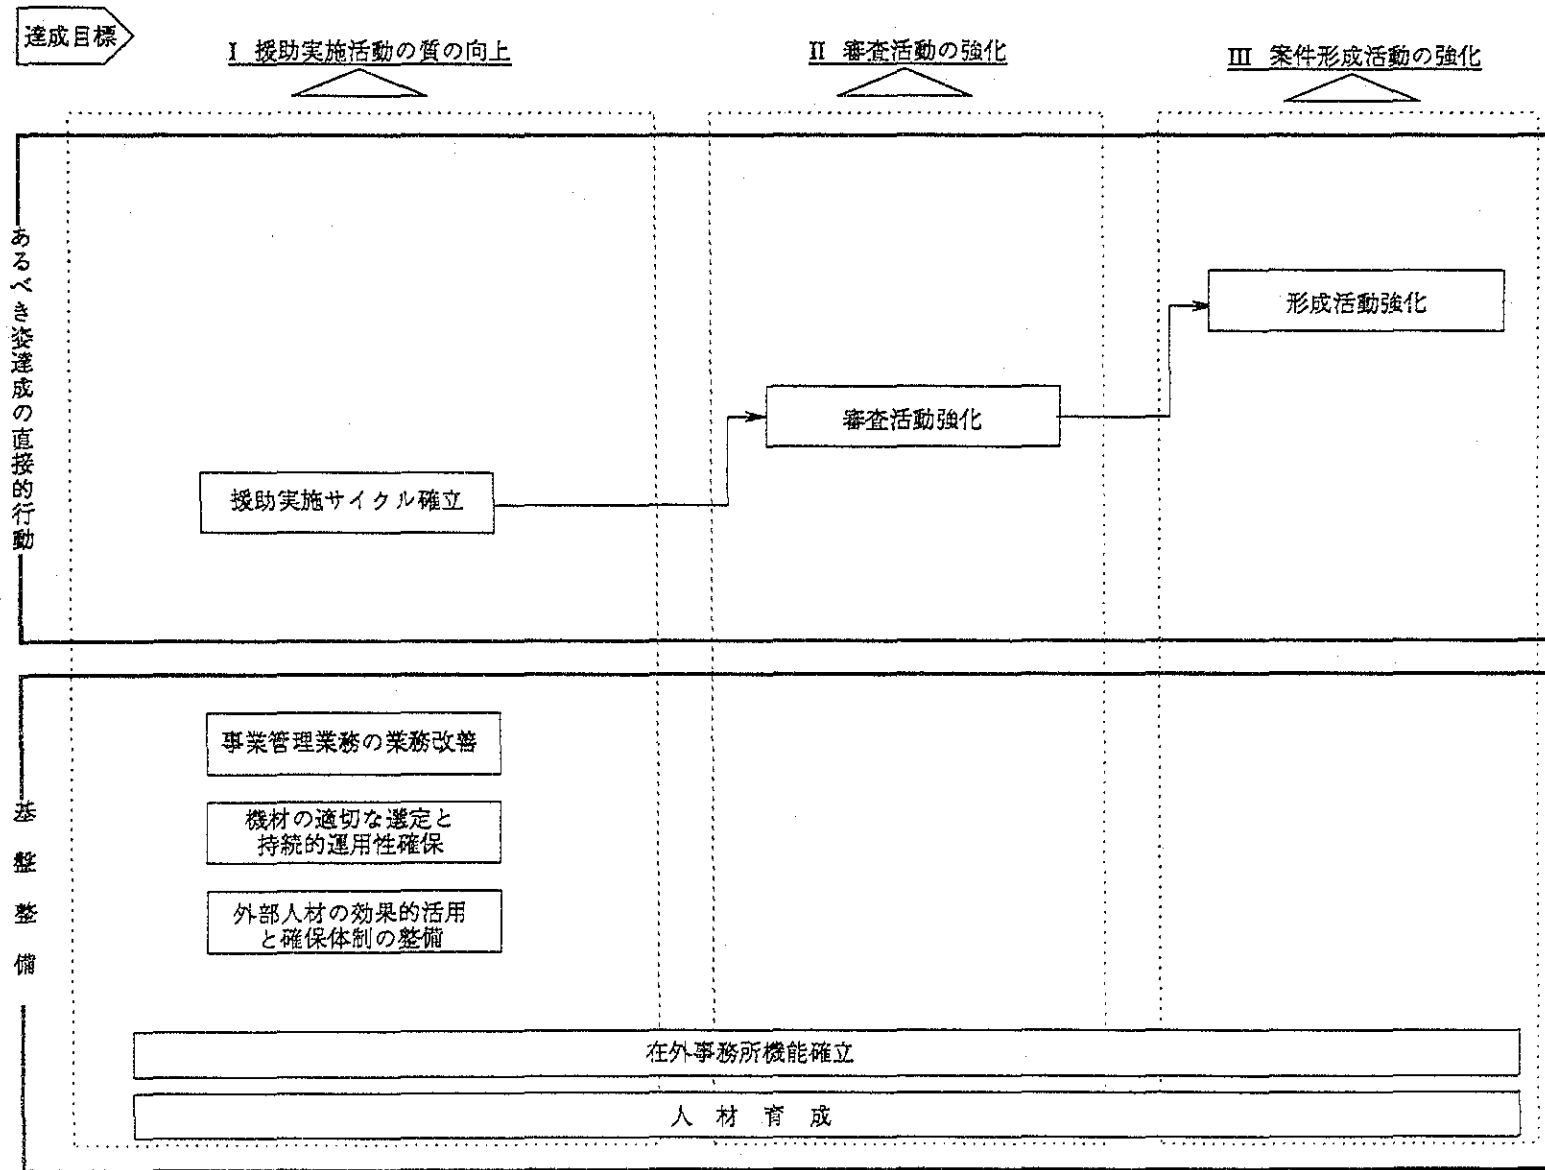 達成目標
I 援助実施活動の質の向上
II 審査活動の強化
III 案件形成活動の強化
あるべき姿達成の直接的行動
形成活動強化
審査活動強化
援助実施サイクル確立
基盤整備
事業管理業務の業務改善
機材の適切な選定と
持続的運用性確保
外部人材の効果的活用
と確保体制の整備
在外事務所機能確立
人材育成